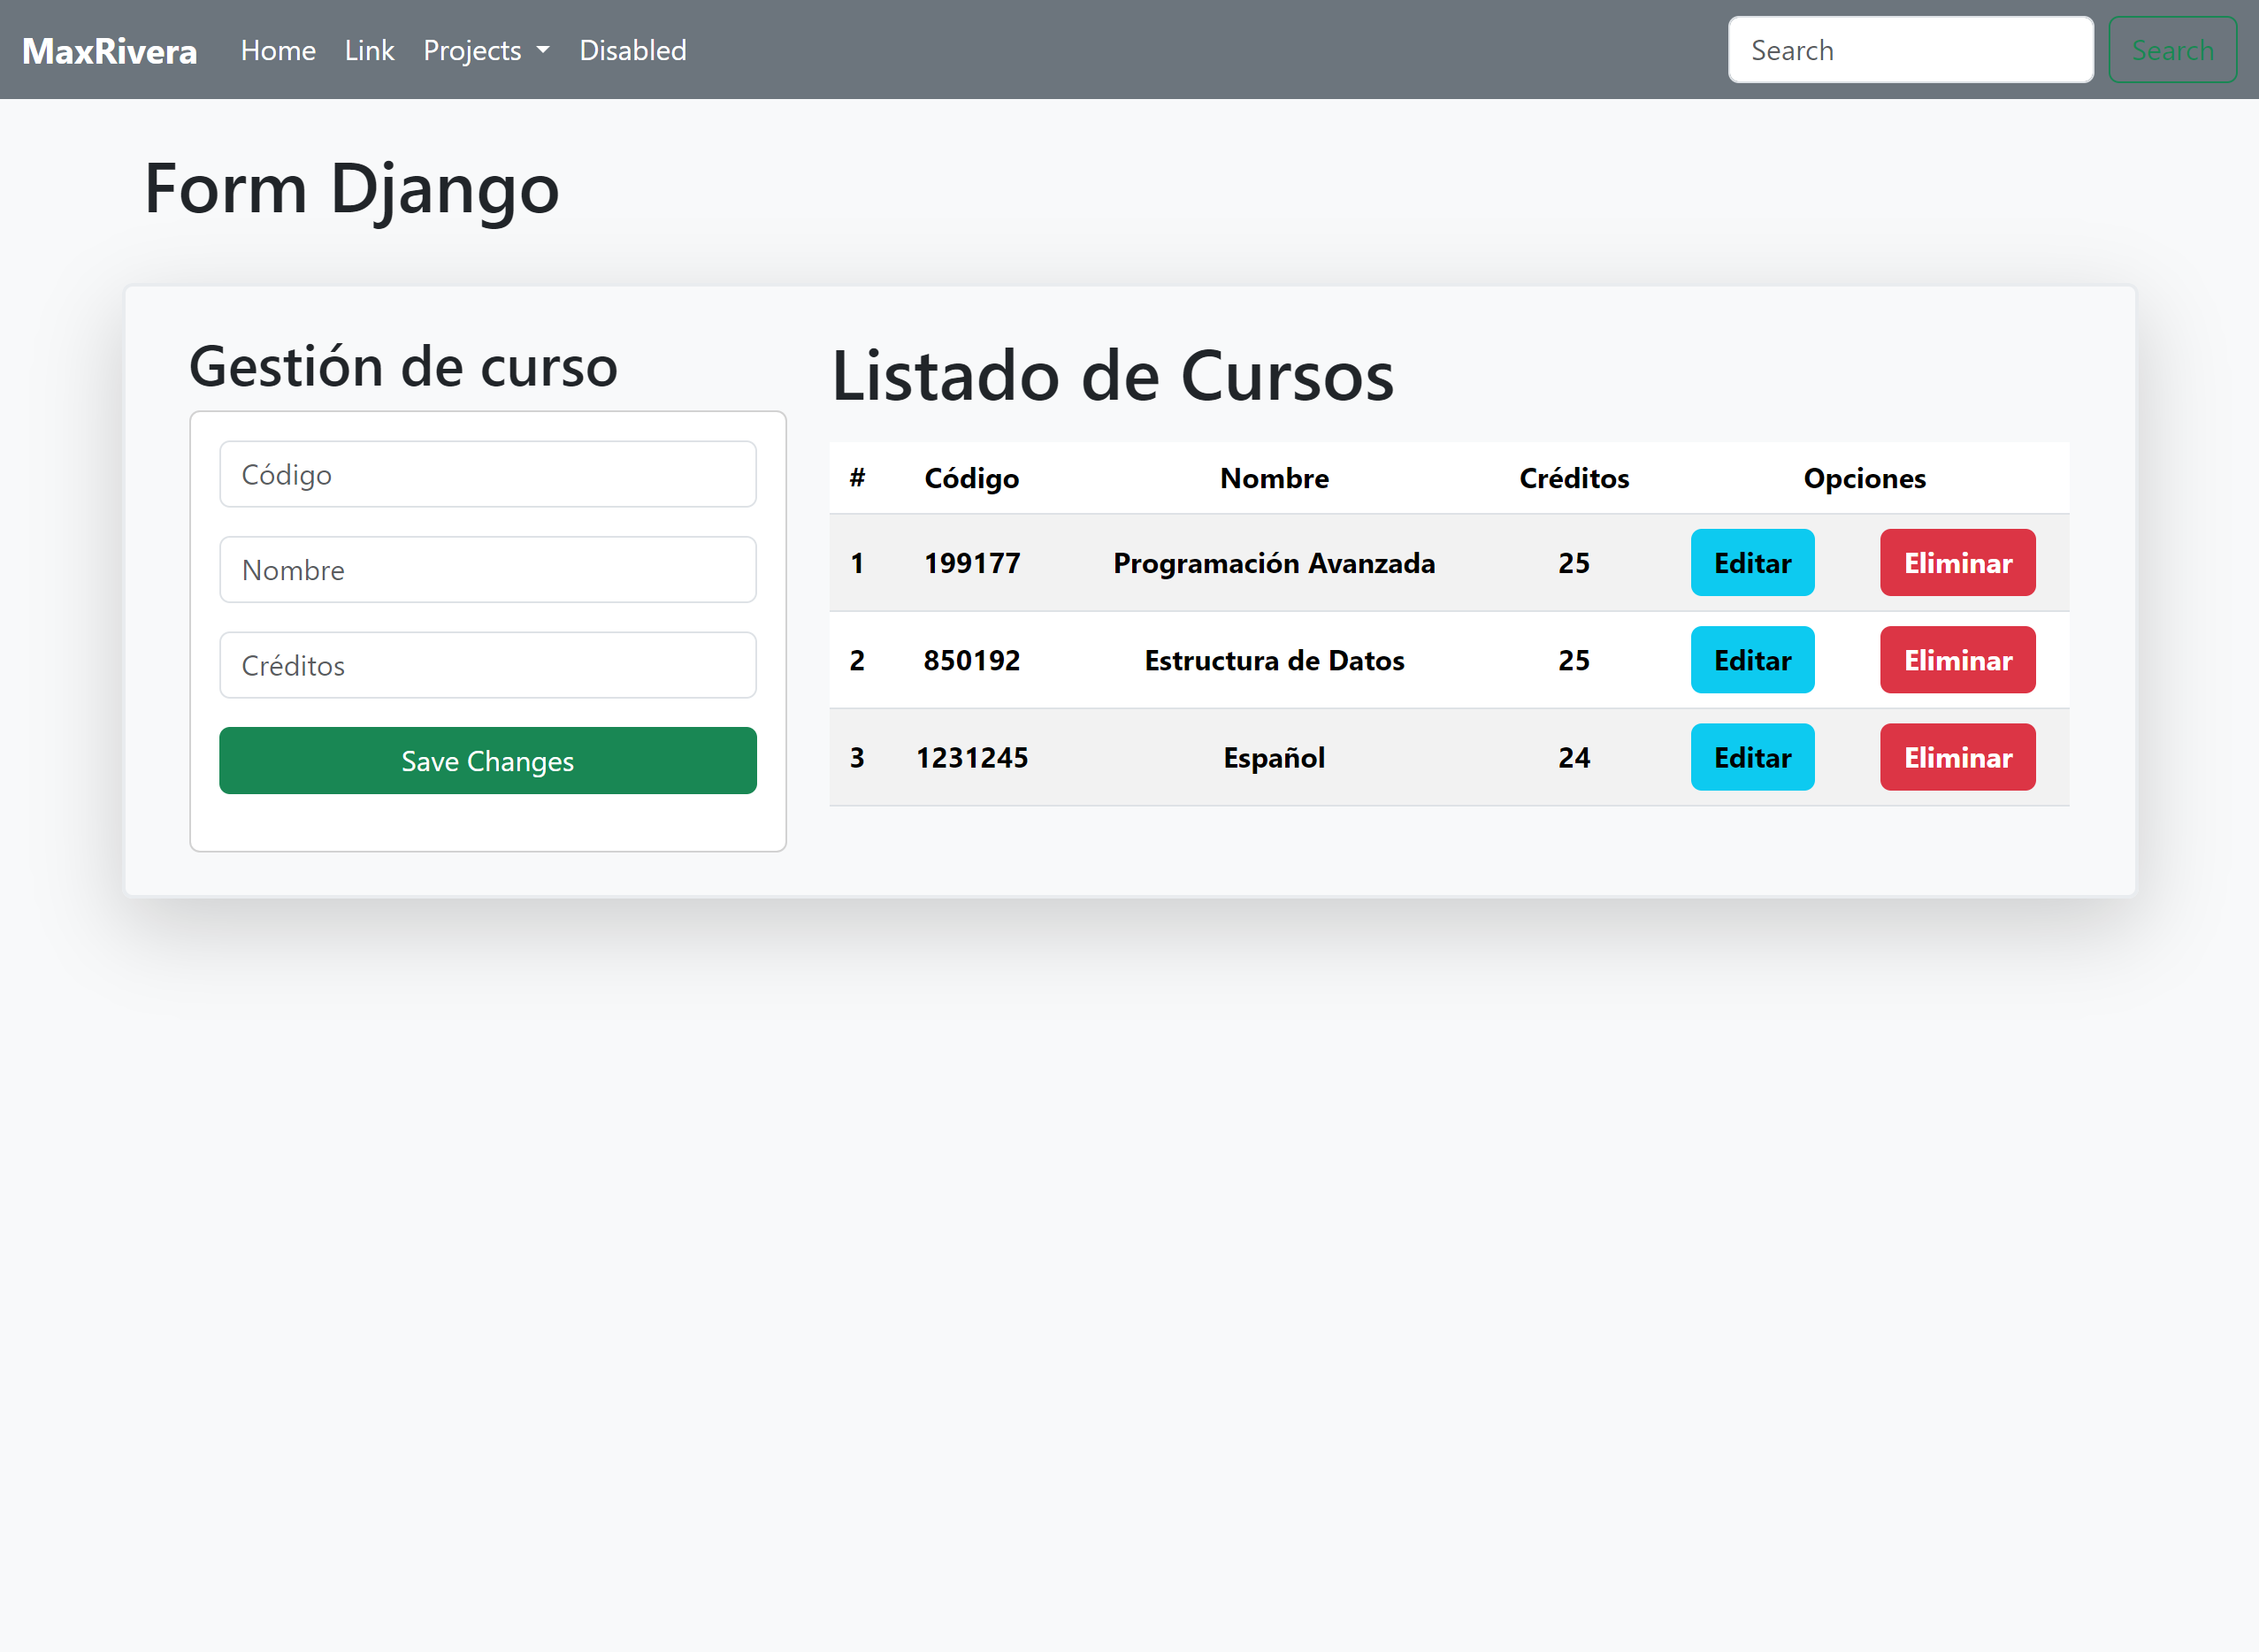 MaxRivera Home Link Projects Disabled Search Search
Form Django
Gestión de curso
Código
Nombre
Créditos
Save Changes
Listado de Cursos
# Código Nombre Créditos Opciones
1 199177 Programación Avanzada 25 Editar Eliminar
2 850192 Estructura de Datos 25 Editar Eliminar
3 1231245 Español 24 Editar Eliminar